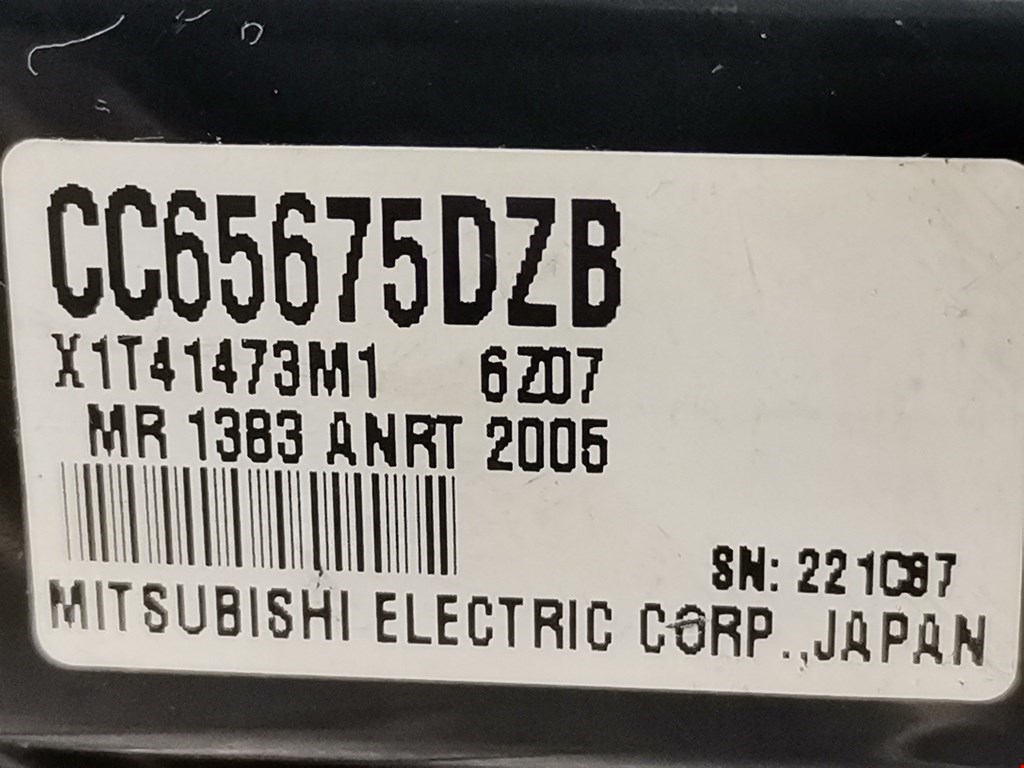 CC65675DZB
X1T41473M1 6Z07
MR 1383 ANRT 2005
SN: 221C87
MITSUBISHI ELECTRIC CORP.,JAPAN